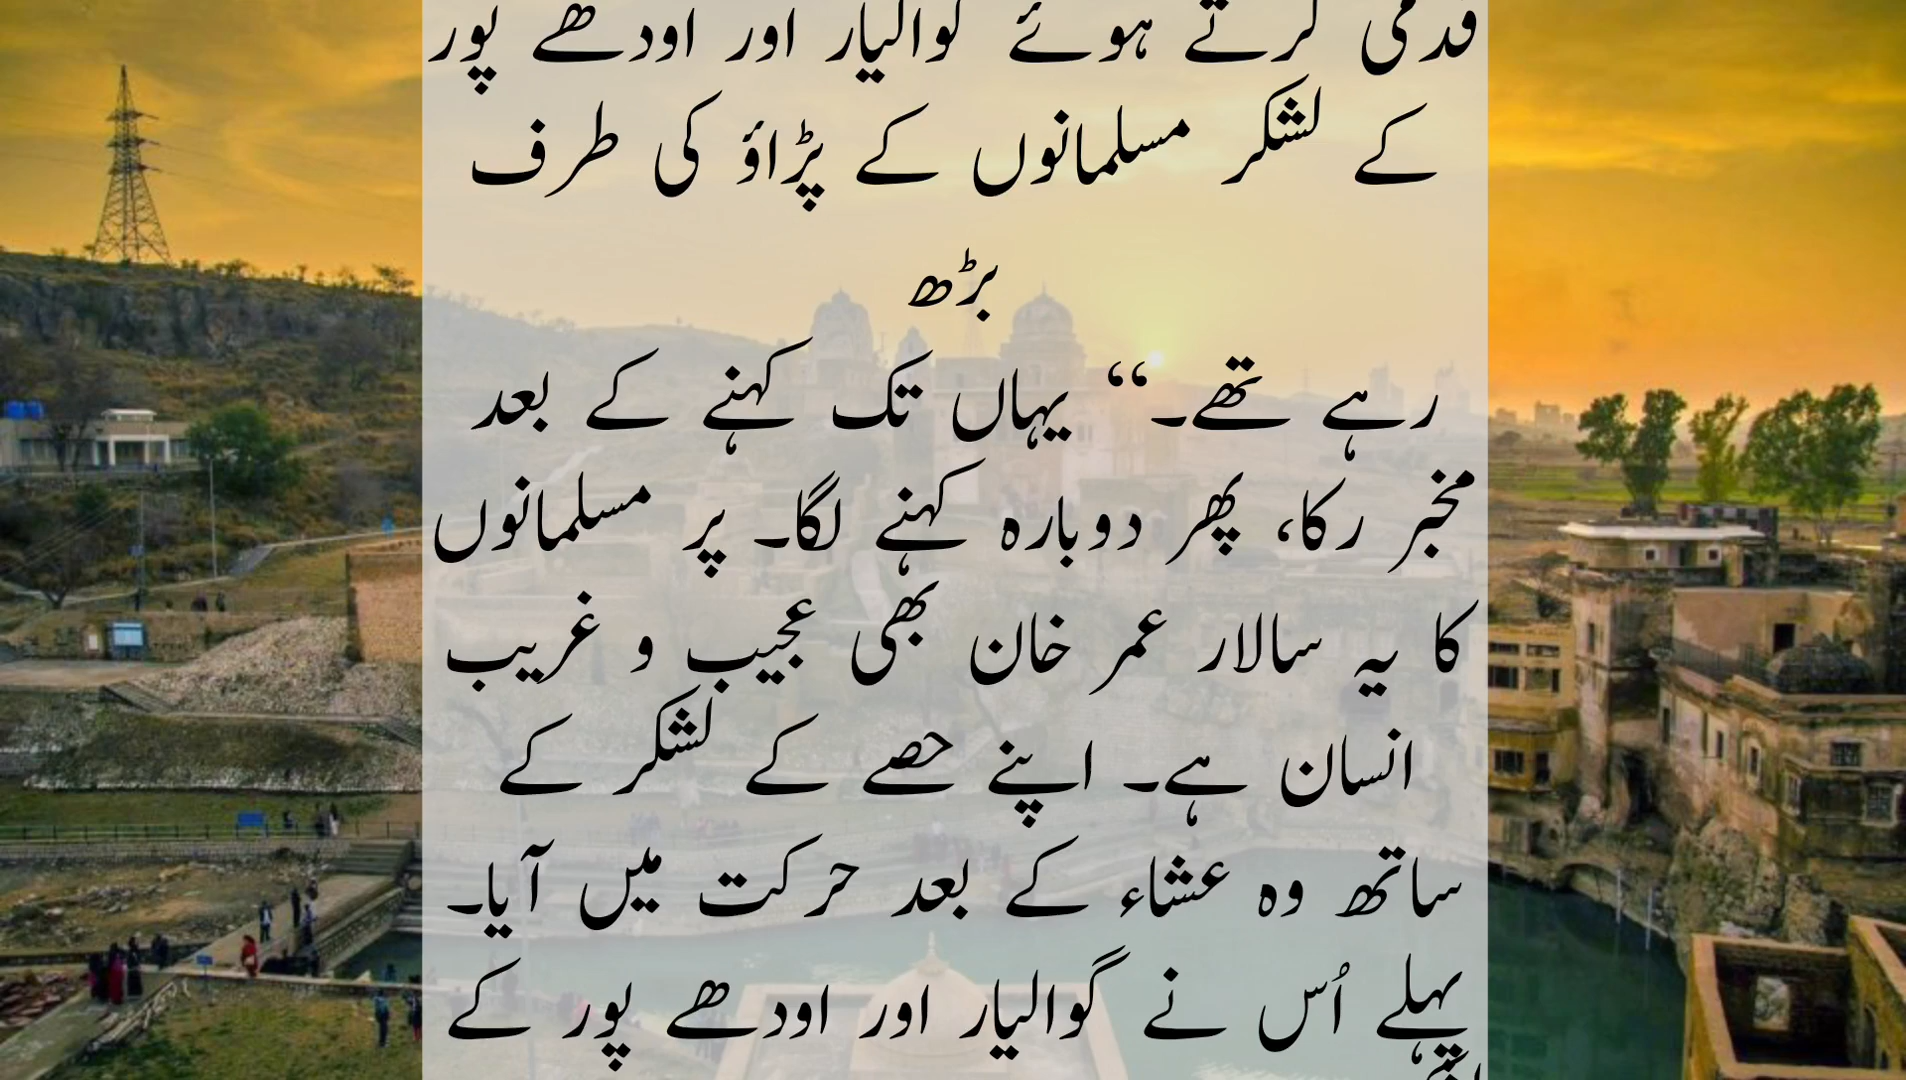 قدمی کرتے ہوئے گوالیار اور اودھے پور
کے لشکر مسلمانوں کے پڑاؤ کی طرف
بڑھ
رہے تھے۔‘‘ یہاں تک کہنے کے بعد
مخبر رکا، پھر دوبارہ کہنے لگا۔ پر مسلمانوں
کا یہ سالار عمر خان بھی عجیب و غریب
انسان ہے۔ اپنے حصے کے لشکر کے
ساتھ وہ عشاء کے بعد حرکت میں آیا۔
پہلے اُس نے گوالیار اور اودھے پور کے